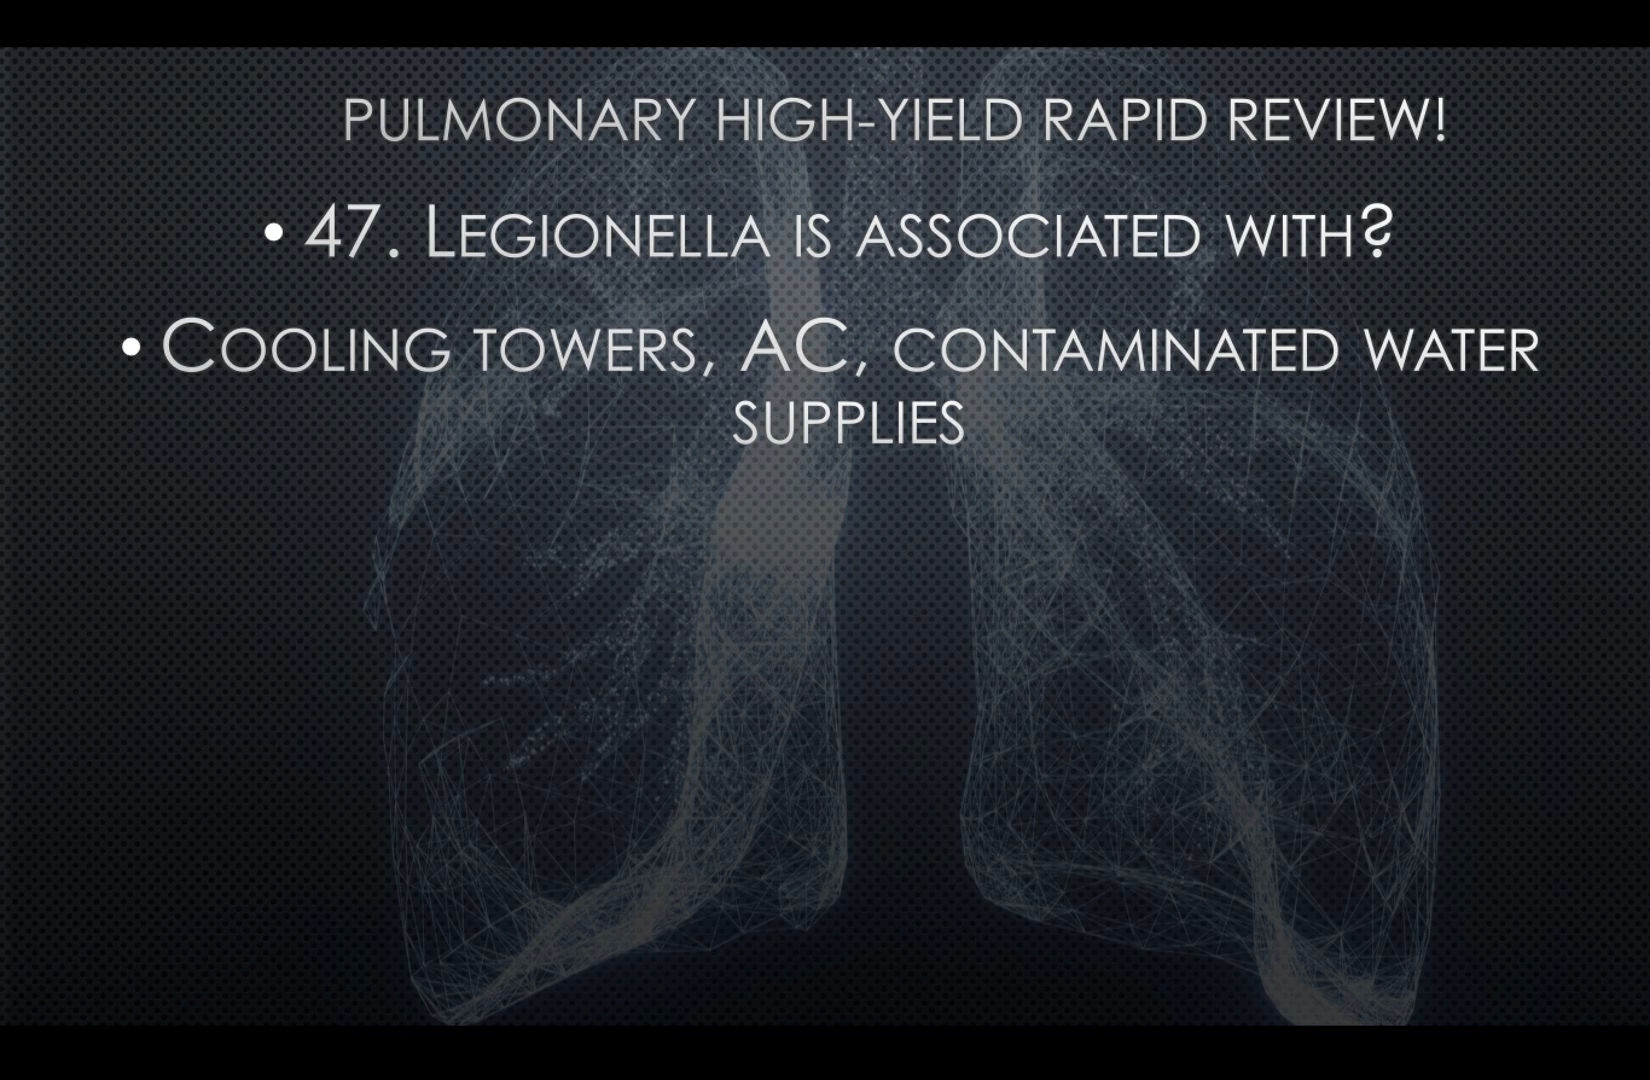 PULMONARY HIGH-YIELD RAPID REVIEW!
• 47. LEGIONELLA IS ASSOCIATED WITH?
• COOLING TOWERS, AC, CONTAMINATED WATER
SUPPLIES